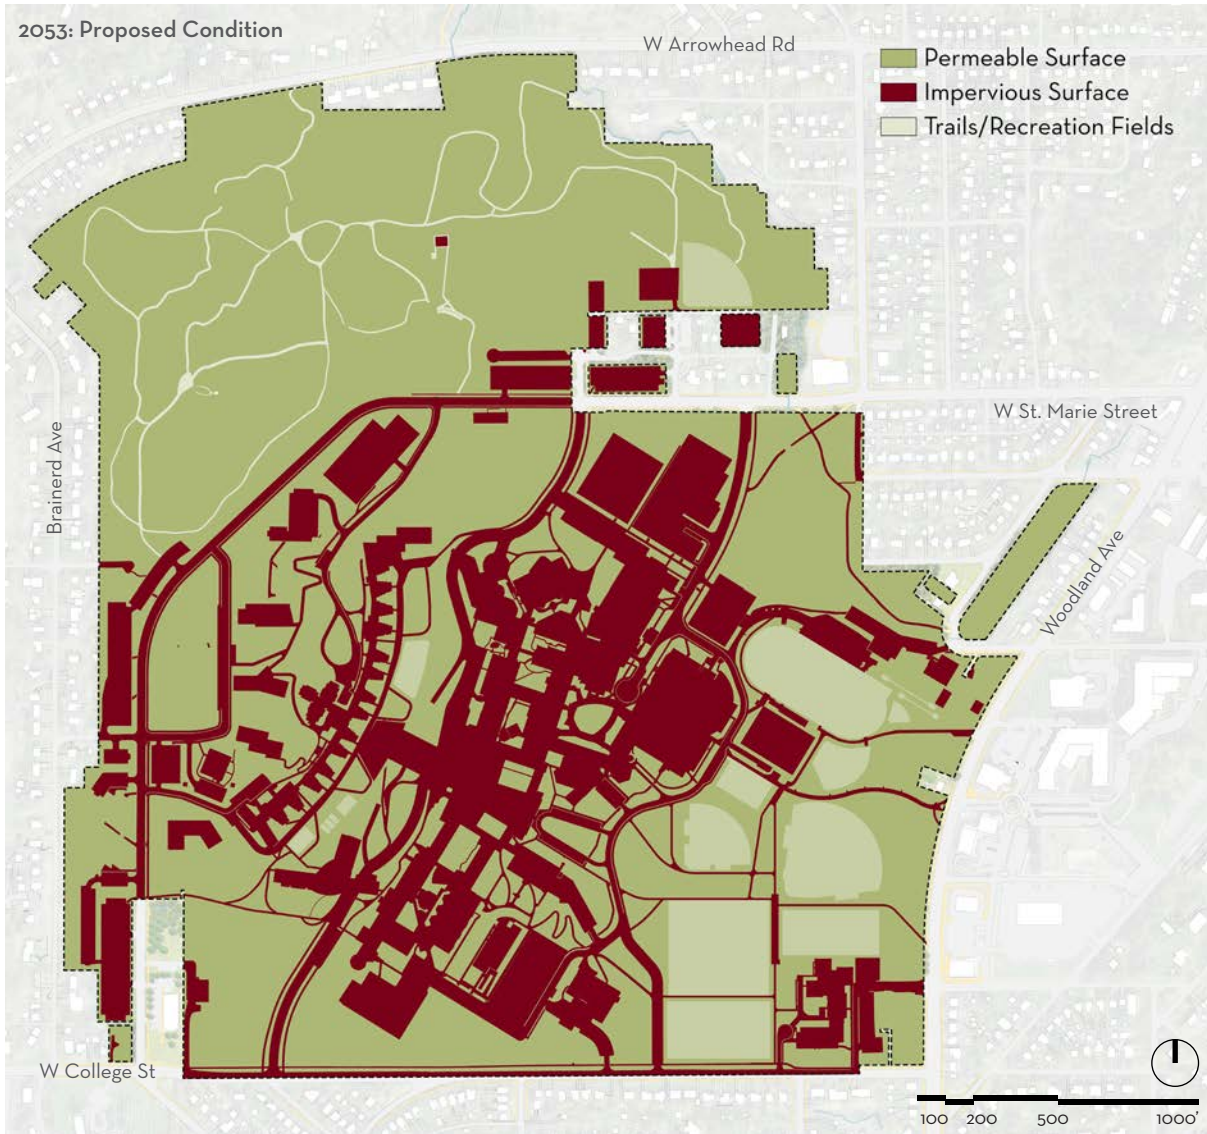 2053: Proposed Condition
W Arrowhead Rd
Permeable Surface
Impervious Surface
Trails/Recreation Fields
W St. Marie Street
Brainerd Ave
Woodland Ave
W College St
100 200 500 1000'